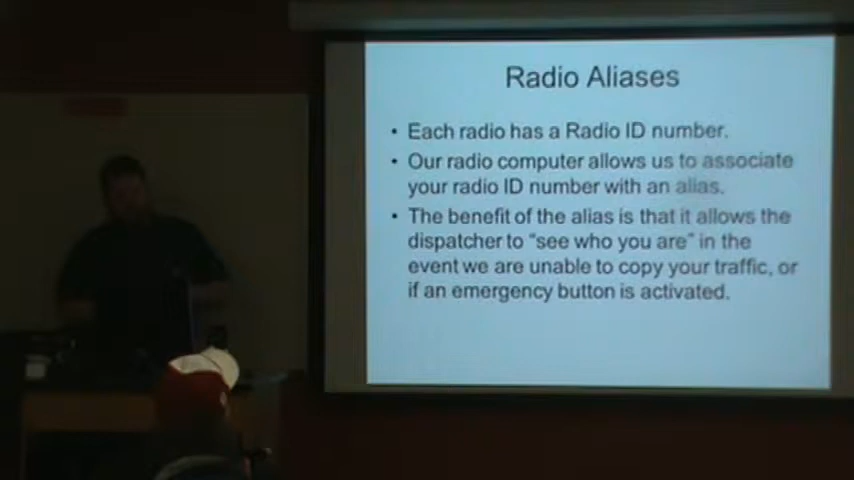 Radio Aliases
• Each radio has a Radio ID number.
• Our radio computer allows us to associate
your radio ID number with an alias.
• The benefit of the alias is that it allows the
dispatcher to “see who you are” in the
event we are unable to copy your traffic, or
if an emergency button is activated.